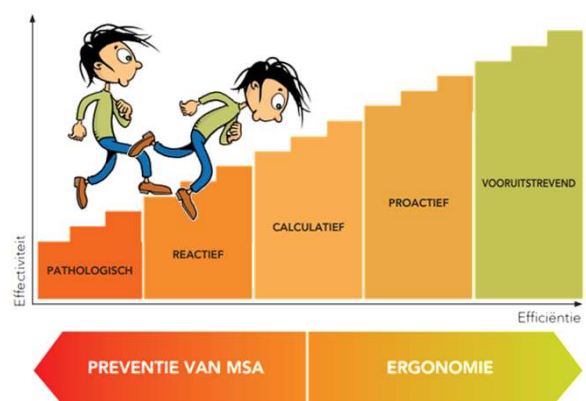 Effectiviteit
PATHOLOGISCH
REACTIEF
CALCULATIEF
PROACTIEF
VOORUITSTREVEND
Efficiëntie
PREVENTIE VAN MSA
ERGONOMIE